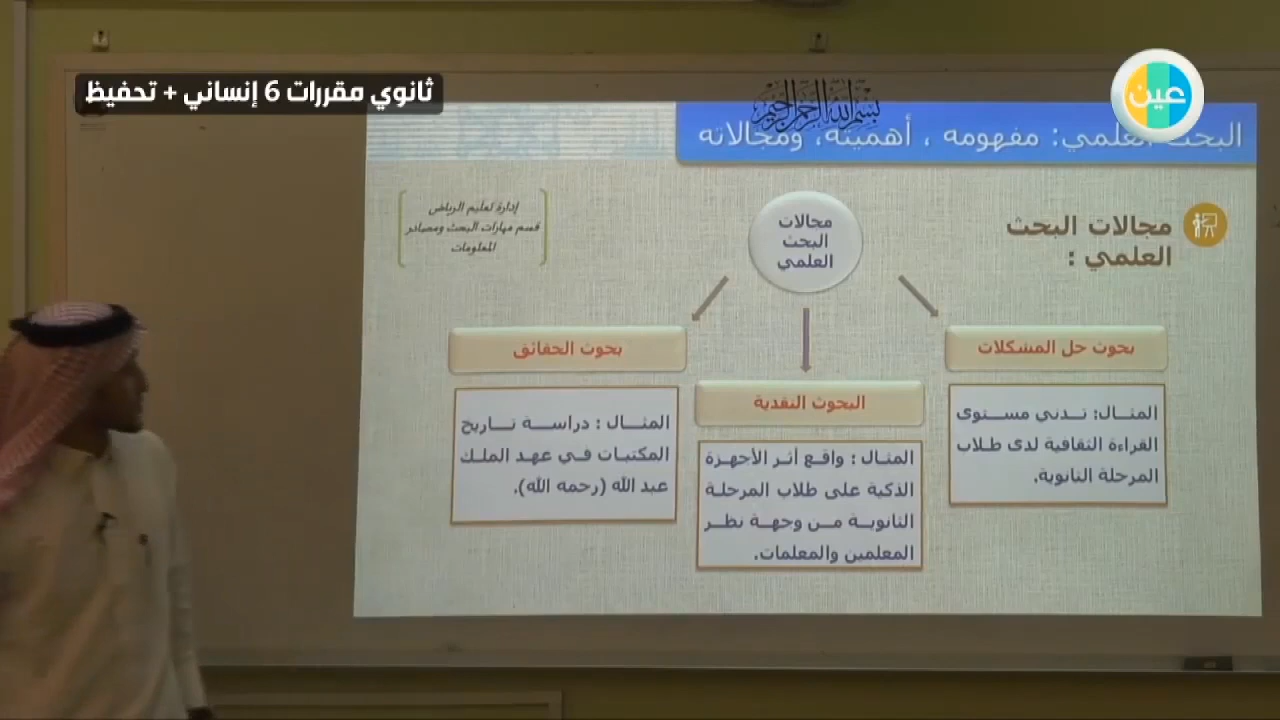 ثانوي مقررات 6 إنساني + تحفيظ
عين
بسم الله الرحمن الرحيم
البحث العلمي: مفهومه ، أهميته، ومجالاته
إدارة تعليم الرياض
قسم مهارات البحث ومصادر
المعلومات
مجالات البحث
العلمي :
مجالات
البحث
العلمي
بحوث حل المشكلات
المثال: تدني مستوى
القراءة الثقافية لدى طلاب
المرحلة الثانوية.
البحوث النقدية
المثال : واقع أثر الأجهزة
الذكية على طلاب المرحلة
الثانوية من وجهة نظر
المعلمين والمعلمات.
بحوث الحقائق
المثال : دراسة تاريخ
المكتبات في عهد الملك
عبد الله (رحمه الله).